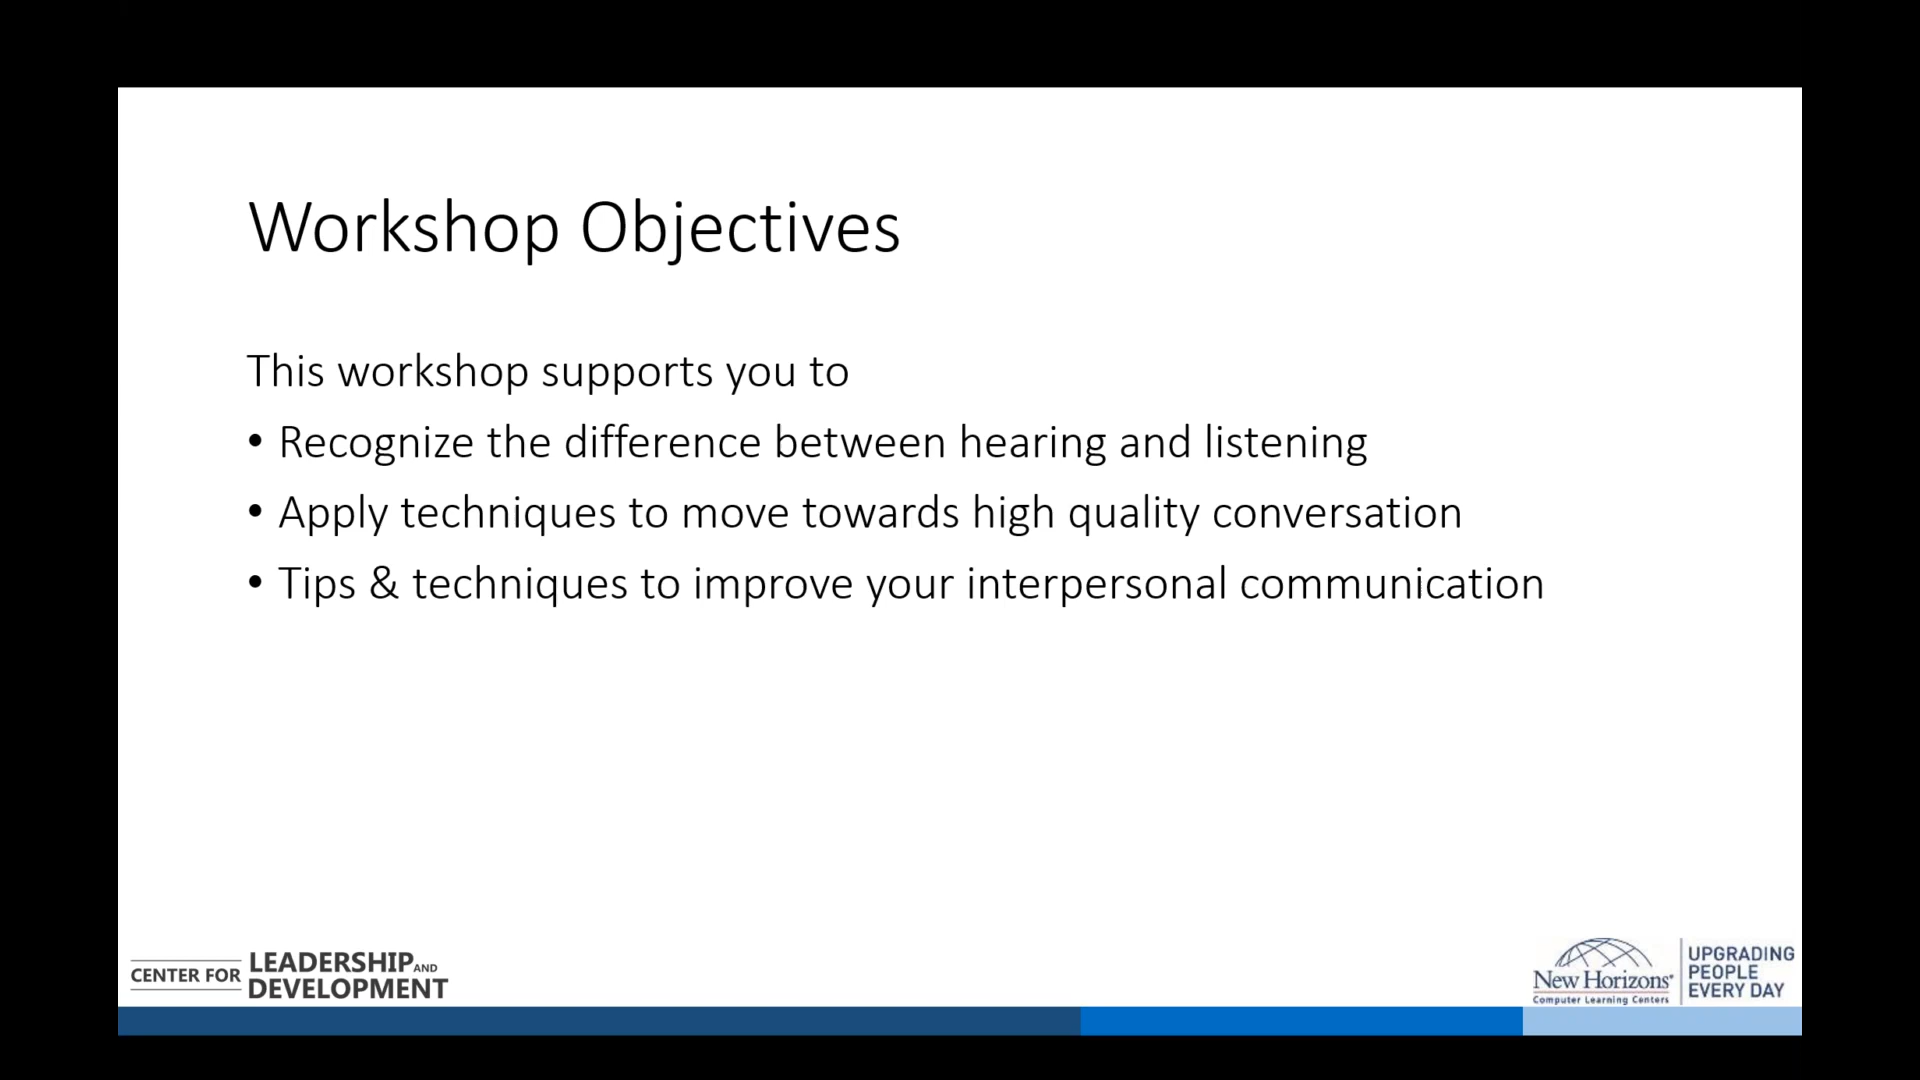 Workshop Objectives
This workshop supports you to
• Recognize the difference between hearing and listening
• Apply techniques to move towards high quality conversation
• Tips & techniques to improve your interpersonal communication
CENTER FOR LEADERSHIP AND
DEVELOPMENT
New Horizons®
Computer Learning Centers
UPGRADING
PEOPLE
EVERY DAY